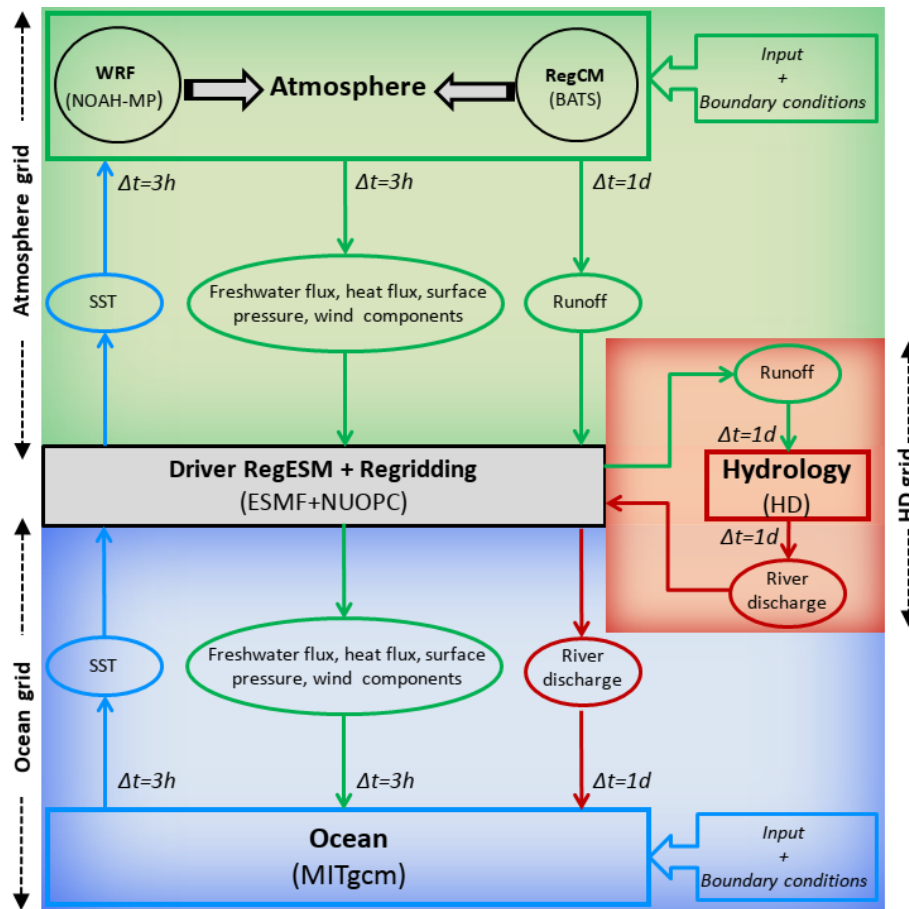 WRF
(NOAH-MP)
Atmosphere
RegCM
(BATS)
Input
+
Boundary conditions
Atmosphere grid
Δt=3h
Δt=3h
Δt=1d
SST
Freshwater flux, heat flux, surface
pressure, wind components
Runoff
Driver RegESM + Regridding
(ESMF+NUOPC)
Runoff
Δt=1d
Hydrology
(HD)
Δt=1d
River
discharge
HD grid
Ocean grid
SST
Freshwater flux, heat flux, surface
pressure, wind components
River
discharge
Δt=3h
Δt=3h
Δt=1d
Ocean
(MITgcm)
Input
+
Boundary conditions